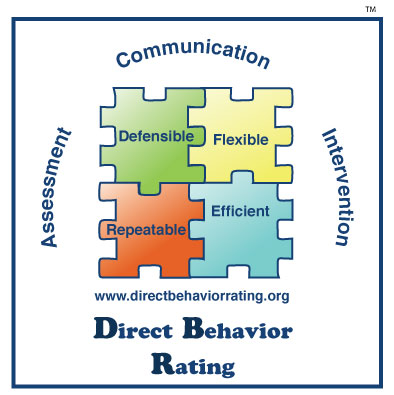 TM
Communication
Assessment
Intervention
Defensible
Flexible
Repeatable
Efficient
www.directbehaviorrating.org
Direct Behavior
Rating